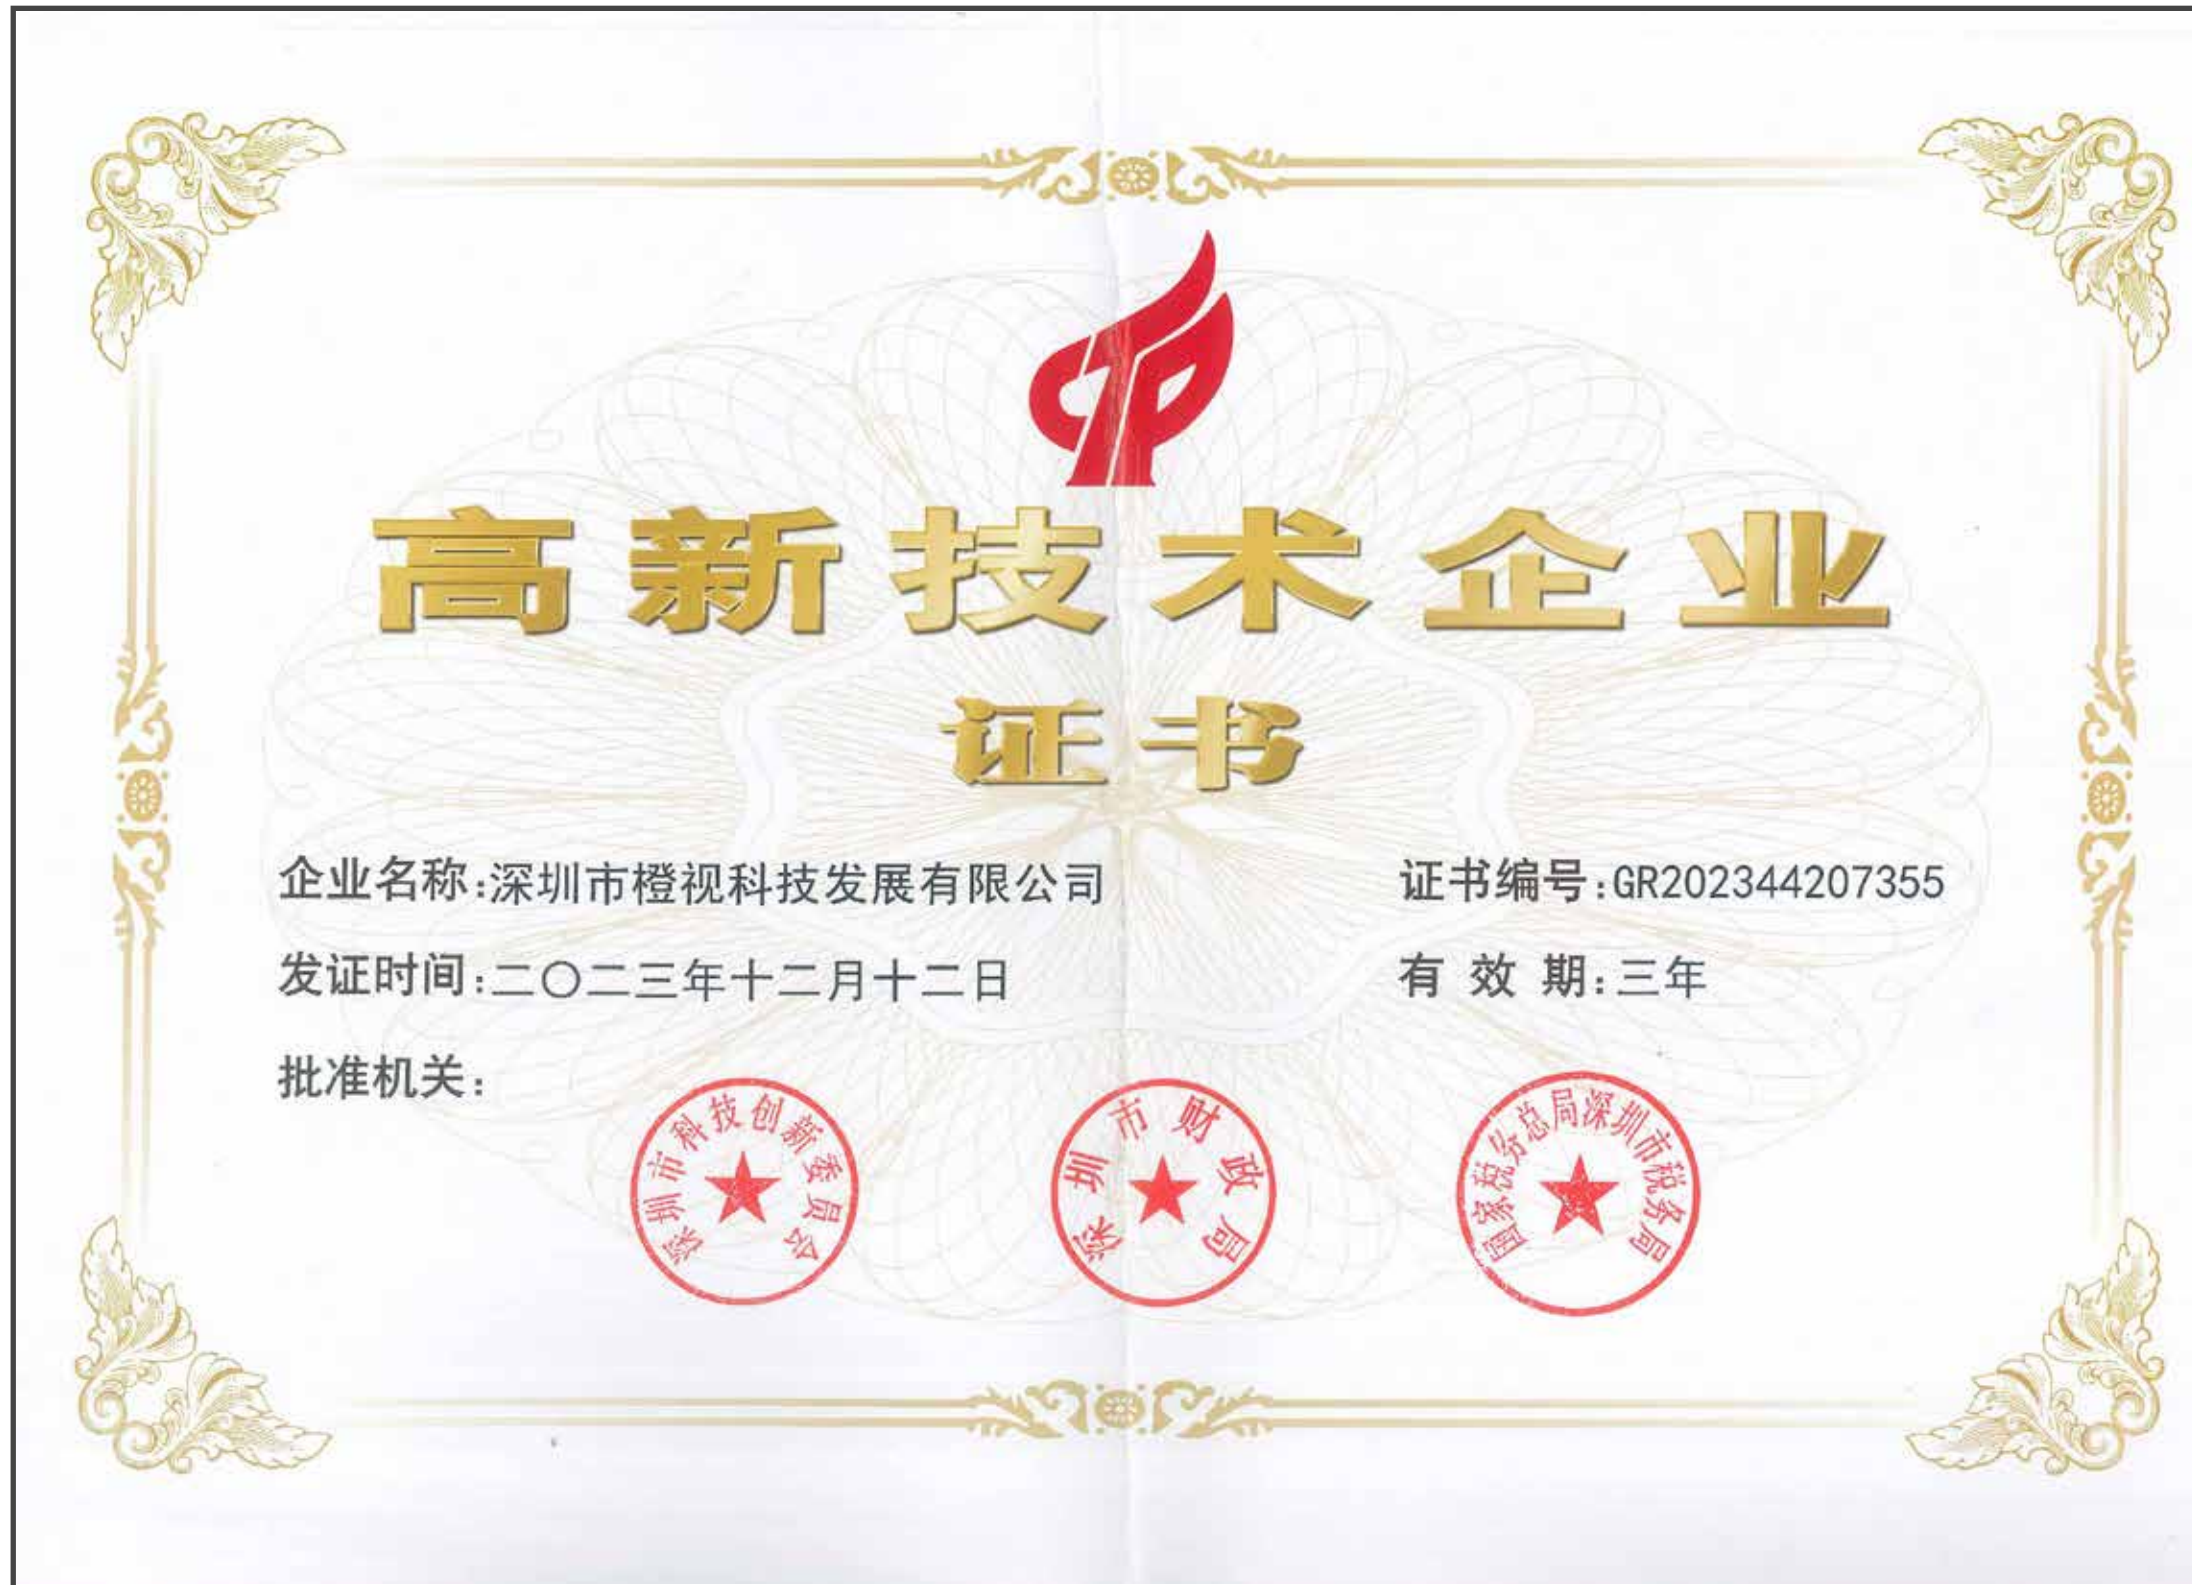 高新技术企业
证书
企业名称:深圳市橙视科技发展有限公司
证书编号:GR202344207355
发证时间:二〇二三年十二月十二日
有效期:三年
批准机关:
深圳市科技创新委员会
深圳市财政局
国家税务总局深圳市税务局